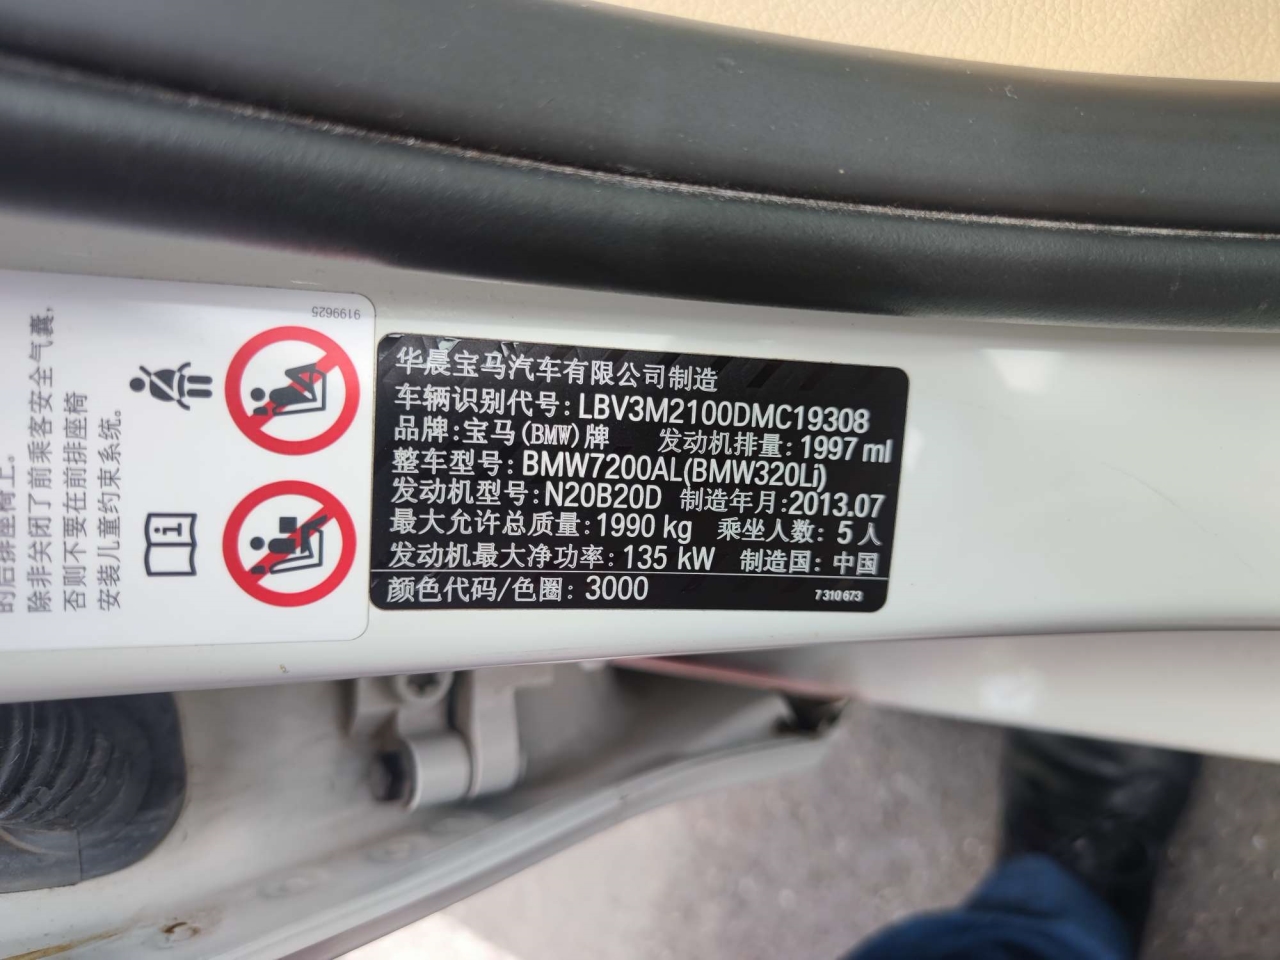 华晨宝马汽车有限公司制造
车辆识别代号: LBV3M2100DMC19308
品牌: 宝马(BMW)牌 发动机排量: 1997 ml
整车型号: BMW7200AL(BMW320Li)
发动机型号: N20B20D 制造年月: 2013.07
最大允许总质量: 1990 kg 乘坐人数: 5人
发动机最大净功率: 135 kW 制造国: 中国
颜色代码/色圈: 3000 7 310 673
9199625
的后排座椅上。
除非关闭了前乘客安全气囊,
否则不要在前排座椅
安装儿童约束系统。